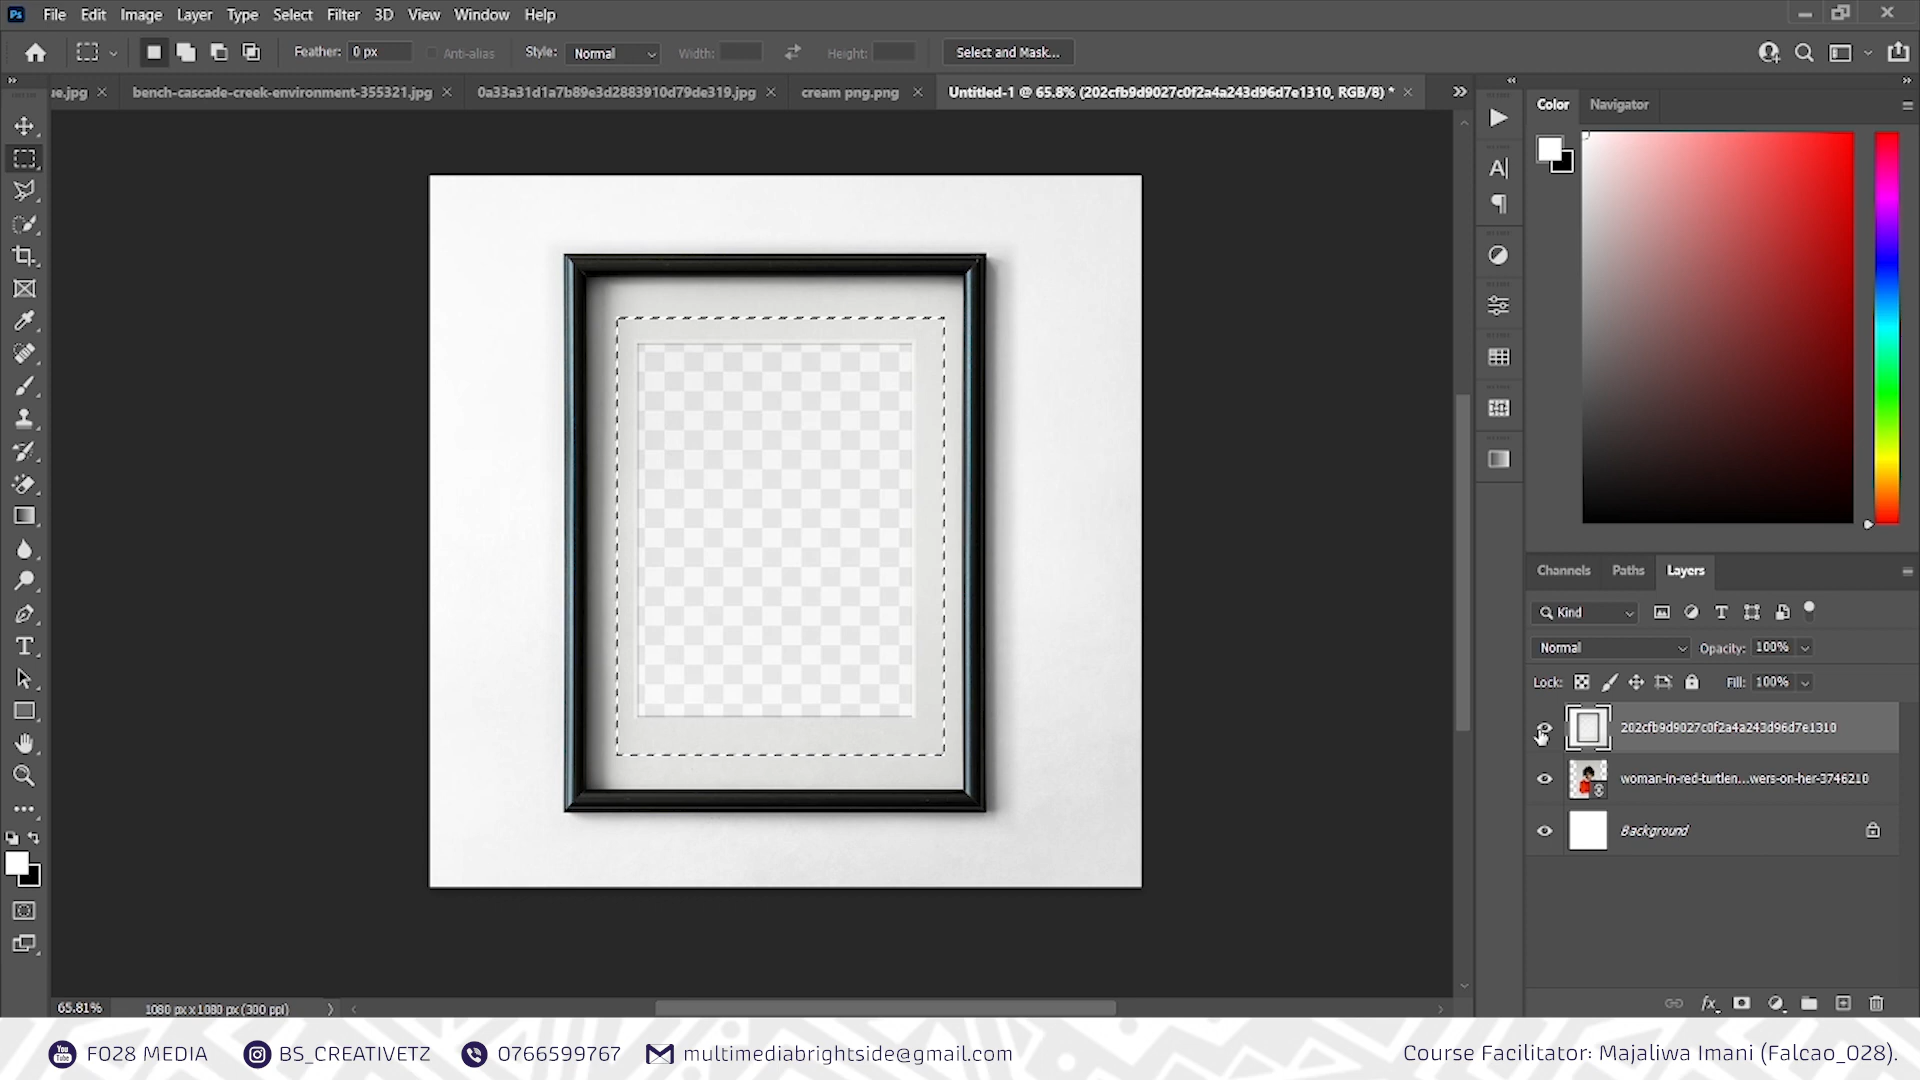 Ps File Edit Image Layer Type Select Filter 3D View Window Help
Feather: 0 px Anti-alias Style: Normal Width: Height: Select and Mask...
ue.jpg bench-cascade-creek-environment-355321.jpg 0a33a31d1a7b89e3d2883910d79de319.jpg cream png.png Untitled-1 @ 65.8% (202cfb9d9027c0f2a4a243d96d7e1310, RGB/8) *
Color Navigator
Channels Paths Layers
Kind
Normal Opacity: 100%
Lock: Fill: 100%
202cfb9d9027c0f2a4a243d96d7e1310
woman-in-red-turtlen...wers-on-her-3746210
Background
65.81% 1080 px x 1080 px (300 ppi)
FO28 MEDIA BS_CREATIVETZ 0766599767 multimediabrightside@gmail.com Course Facilitator: Majaliwa Imani (Falcao_028).